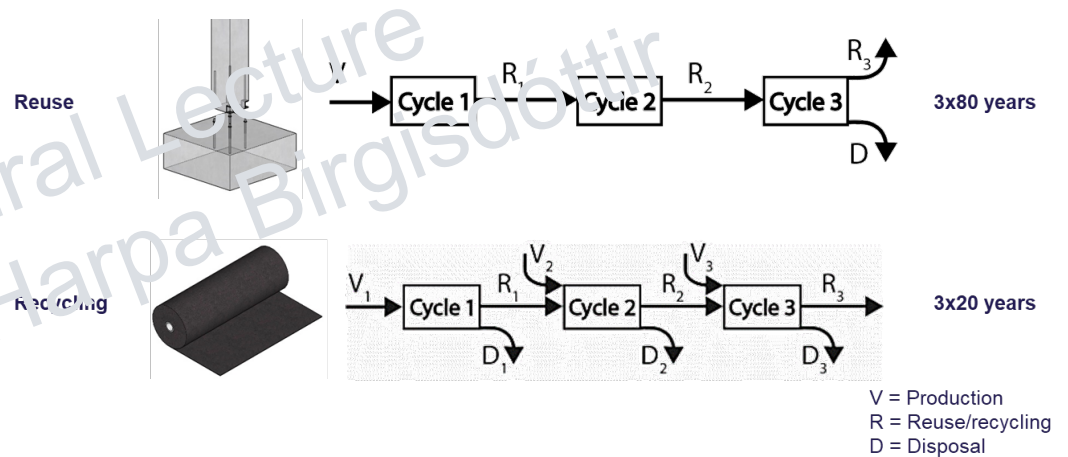 ral Lecture
Harpa Birgisdóttir
Reuse
V
Cycle 1
R1
Cycle 2
R2
Cycle 3
R3
D
3x80 years
Recycling
V1
Cycle 1
R1
D1
V2
Cycle 2
R2
D2
V3
Cycle 3
R3
D3
3x20 years
V = Production
R = Reuse/recycling
D = Disposal